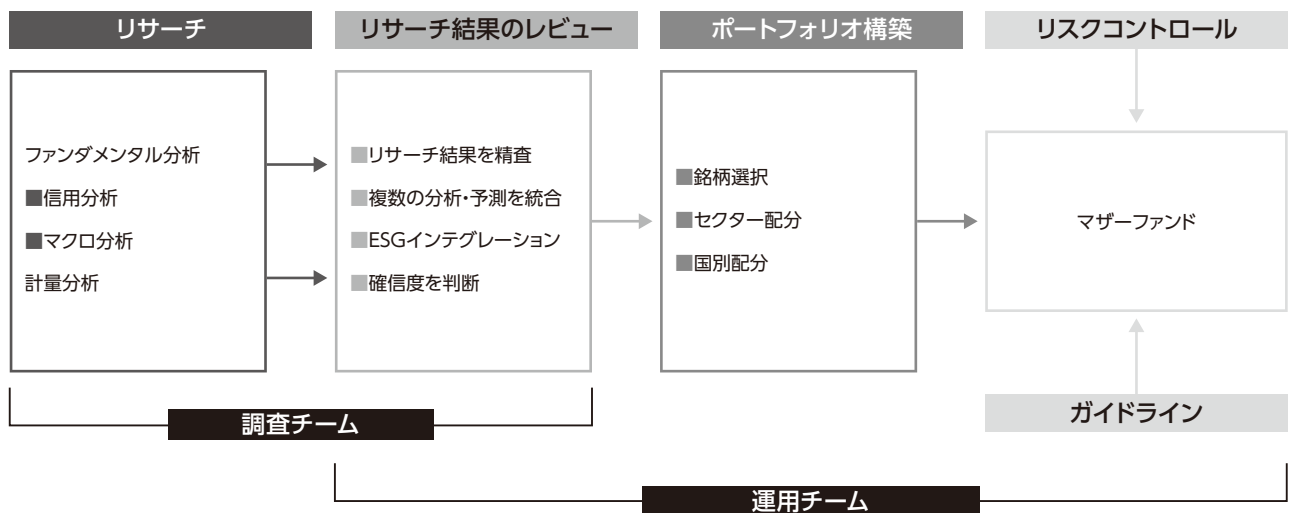 リサーチ
ファンダメンタル分析
■信用分析
■マクロ分析
計量分析
リサーチ結果のレビュー
■リサーチ結果を精査
■複数の分析・予測を統合
■ESGインテグレーション
■確信度を判断
ポートフォリオ構築
■銘柄選択
■セクター配分
■国別配分
リスクコントロール
マザーファンド
ガイドライン
調査チーム
運用チーム